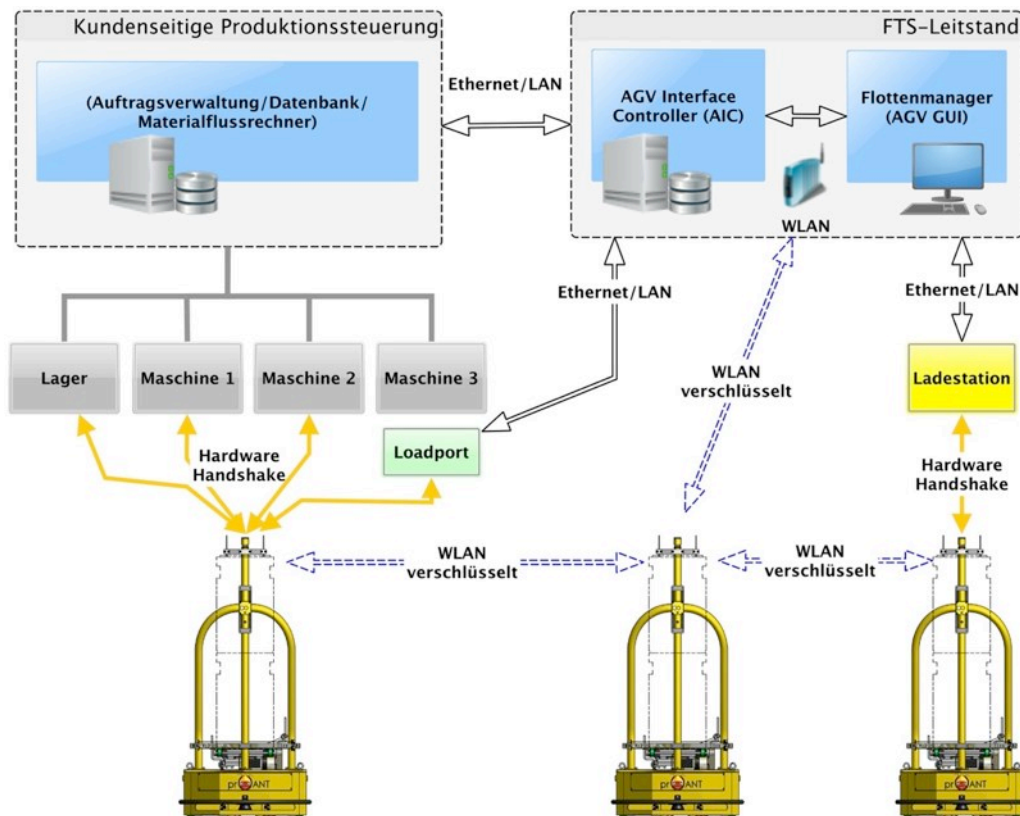 Kundenseitige Produktionssteuerung
(Auftragsverwaltung/Datenbank/
Materialflussrechner)
Ethernet/LAN
FTS-Leitstand
AGV Interface
Controller (AIC)
Flottenmanager
(AGV GUI)
WLAN
Ethernet/LAN
Ethernet/LAN
Lager
Maschine 1
Maschine 2
Maschine 3
WLAN
verschlüsselt
Ladestation
Loadport
Hardware
Handshake
Hardware
Handshake
WLAN
verschlüsselt
WLAN
verschlüsselt